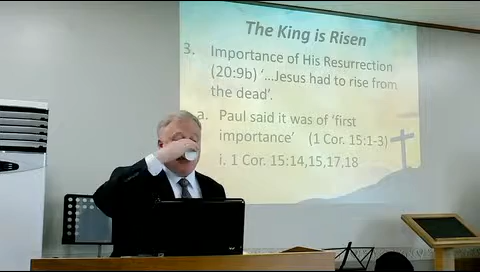 The King is Risen
3. Importance of His Resurrection
(20:9b) '...Jesus had to rise from
the dead'.
a. Paul said it was of 'first
importance' (1 Cor. 15:1-3)
i. 1 Cor. 15:14,15,17,18